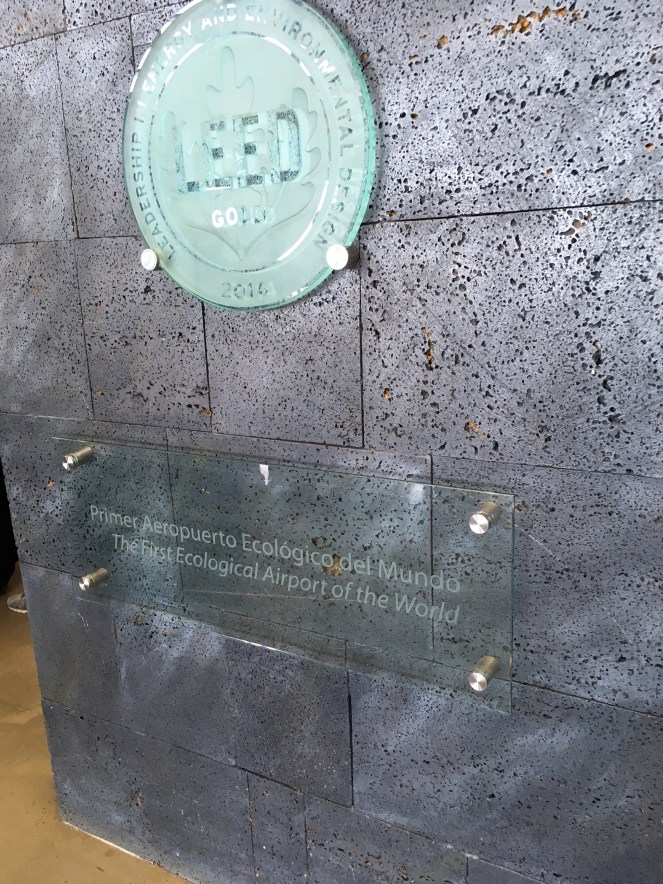 LEADERSHIP IN ENERGY AND ENVIRONMENTAL DESIGN
LEED
GOLD
2014
Primer Aeropuerto Ecológico del Mundo
The First Ecological Airport of the World